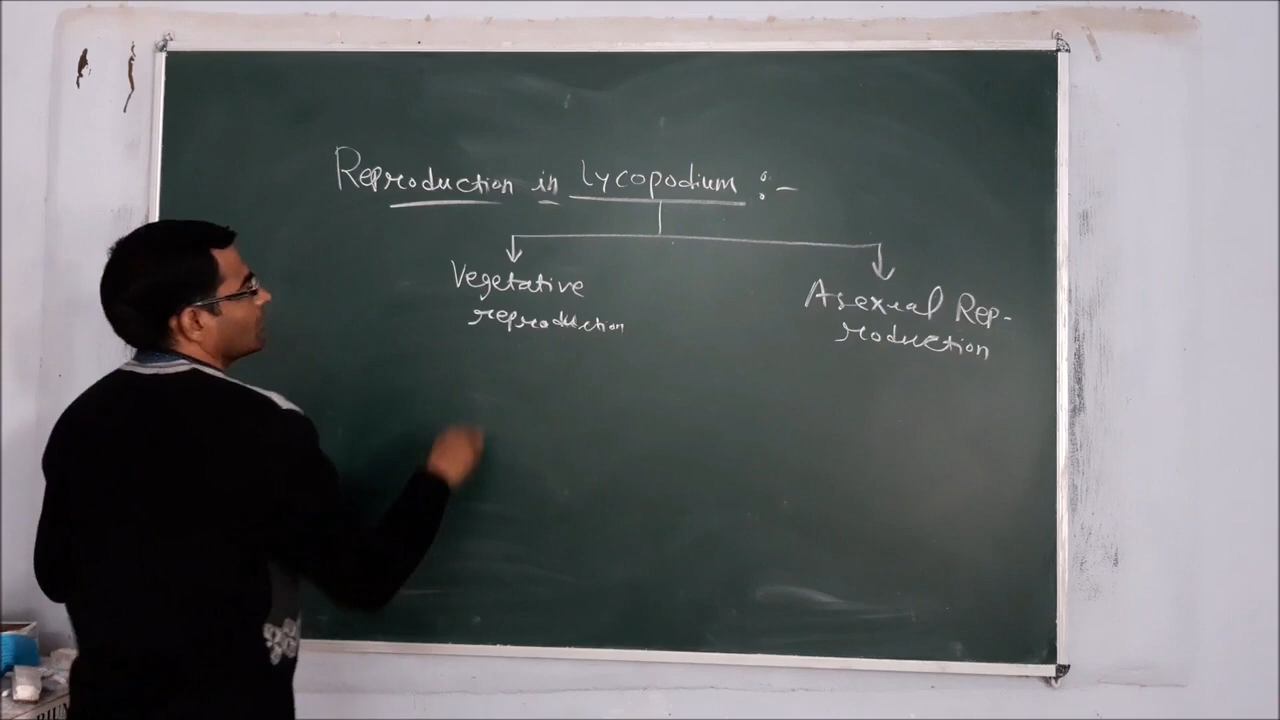 Reproduction in Lycopodium :-
Vegetative
reproduction
Asexual Rep-
roduction